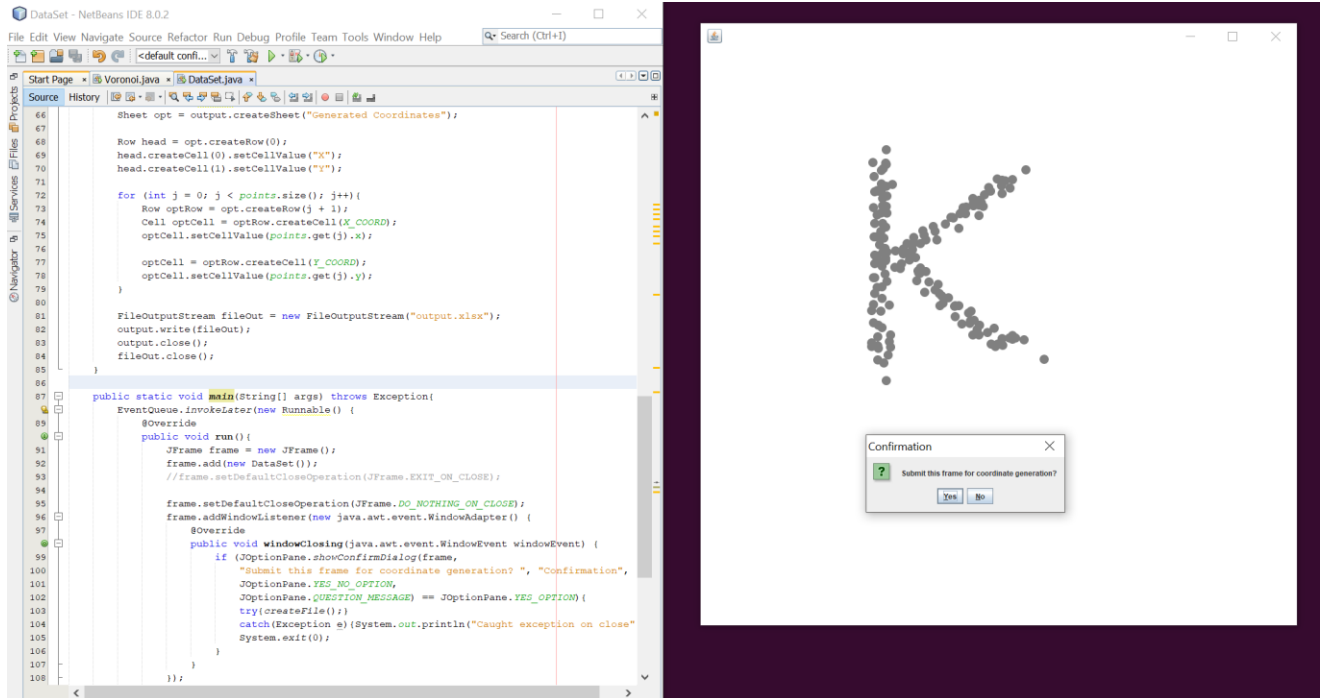 DataSet - NetBeans IDE 8.0.2
File Edit View Navigate Source Refactor Run Debug Profile Team Tools Window Help
Search (Ctrl+I)
<default confi...
Start Page
Voronoi.java
DataSet.java
Source History
Projects
Files
Services
Navigator
66 Sheet opt = output.createSheet("Generated Coordinates");
67
68 Row head = opt.createRow(0);
69 head.createCell(0).setCellValue("X");
70 head.createCell(1).setCellValue("Y");
71
72 for (int j = 0; j < points.size(); j++){
73 Row optRow = opt.createRow(j + 1);
74 Cell optCell = optRow.createCell(X_COORD);
75 optCell.setCellValue(points.get(j).x);
76
77 optCell = optRow.createCell(Y_COORD);
78 optCell.setCellValue(points.get(j).y);
79 }
80
81 FileOutputStream fileOut = new FileOutputStream("output.xlsx");
82 output.write(fileOut);
83 output.close();
84 fileOut.close();
85 }
86
87 public static void main(String[] args) throws Exception{
EventQueue.invokeLater(new Runnable() {
89 @Override
public void run(){
91 JFrame frame = new JFrame();
92 frame.add(new DataSet());
93 //frame.setDefaultCloseOperation(JFrame.EXIT_ON_CLOSE);
94
95 frame.setDefaultCloseOperation(JFrame.DO_NOTHING_ON_CLOSE);
96 frame.addWindowListener(new java.awt.event.WindowAdapter() {
97 @Override
public void windowClosing(java.awt.event.WindowEvent windowEvent) {
99 if (JOptionPane.showConfirmDialog(frame,
100 "Submit this frame for coordinate generation? ", "Confirmation",
101 JOptionPane.YES_NO_OPTION,
102 JOptionPane.QUESTION_MESSAGE) == JOptionPane.YES_OPTION){
103 try{createFile();}
104 catch(Exception e){System.out.println("Caught exception on close"
105 System.exit(0);
106 }
107 }
108 });
Confirmation
Submit this frame for coordinate generation?
Yes No